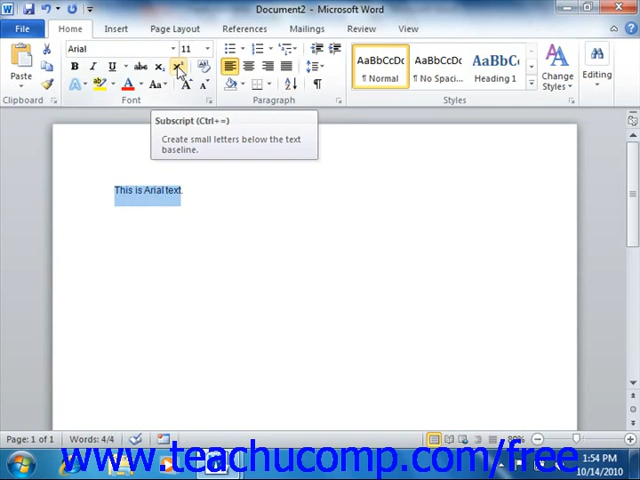 Document2 - Microsoft Word
File Home Insert Page Layout References Mailings Review View
Arial 11
Paste
Clipboard Font Paragraph Styles
AaBbCcDc AaBbCcDc AaBbC
¶ Normal ¶ No Spaci... Heading 1
Change Styles
Editing
Subscript (Ctrl+=)
Create small letters below the text
baseline.
This is Arial text.
Page: 1 of 1 Words: 4/4 80%
www.teachucomp.com/free
1:54 PM
10/14/2010